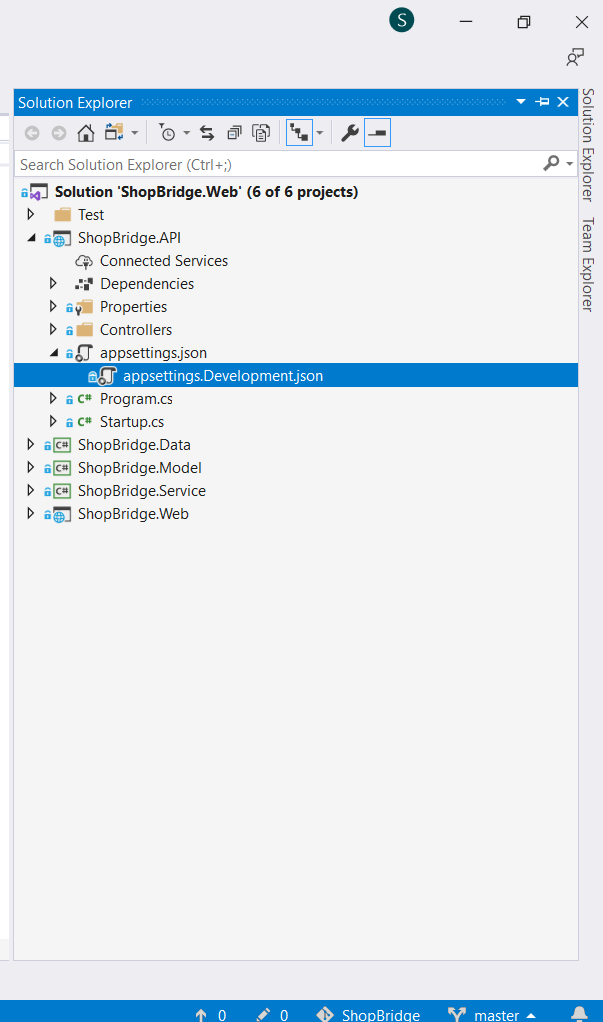 S
Solution Explorer
Search Solution Explorer (Ctrl+;)
Solution 'ShopBridge.Web' (6 of 6 projects)
Test
ShopBridge.API
Connected Services
Dependencies
Properties
Controllers
appsettings.json
appsettings.Development.json
C# Program.cs
C# Startup.cs
C# ShopBridge.Data
C# ShopBridge.Model
C# ShopBridge.Service
ShopBridge.Web
Solution Explorer
Team Explorer
0 0 ShopBridge master